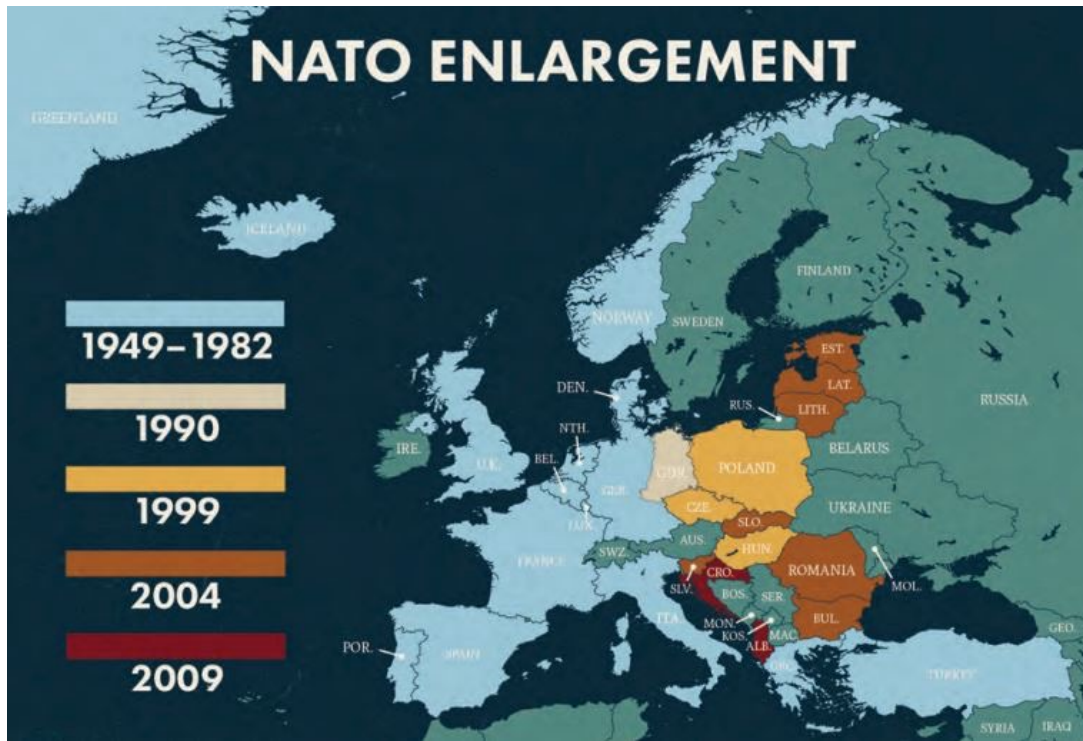 NATO ENLARGEMENT
GREENLAND
ICELAND
1949–1982
1990
1999
2004
2009
NORWAY
SWEDEN
FINLAND
RUSSIA
EST.
LAT.
LITH.
RUS.
BELARUS
UKRAINE
DEN.
NTH.
BEL.
IRE.
U.K.
GER.
GDR
POLAND
LUX.
CZE.
SLO.
AUS.
HUN.
SWZ.
FRANCE
ROMANIA
MOL.
SLV.
CRO.
BOS.
SER.
MON.
KOS.
MAC.
BUL.
ALB.
ITA.
GRC.
POR.
SPAIN
TURKEY
GEO.
SYRIA
IRAQ